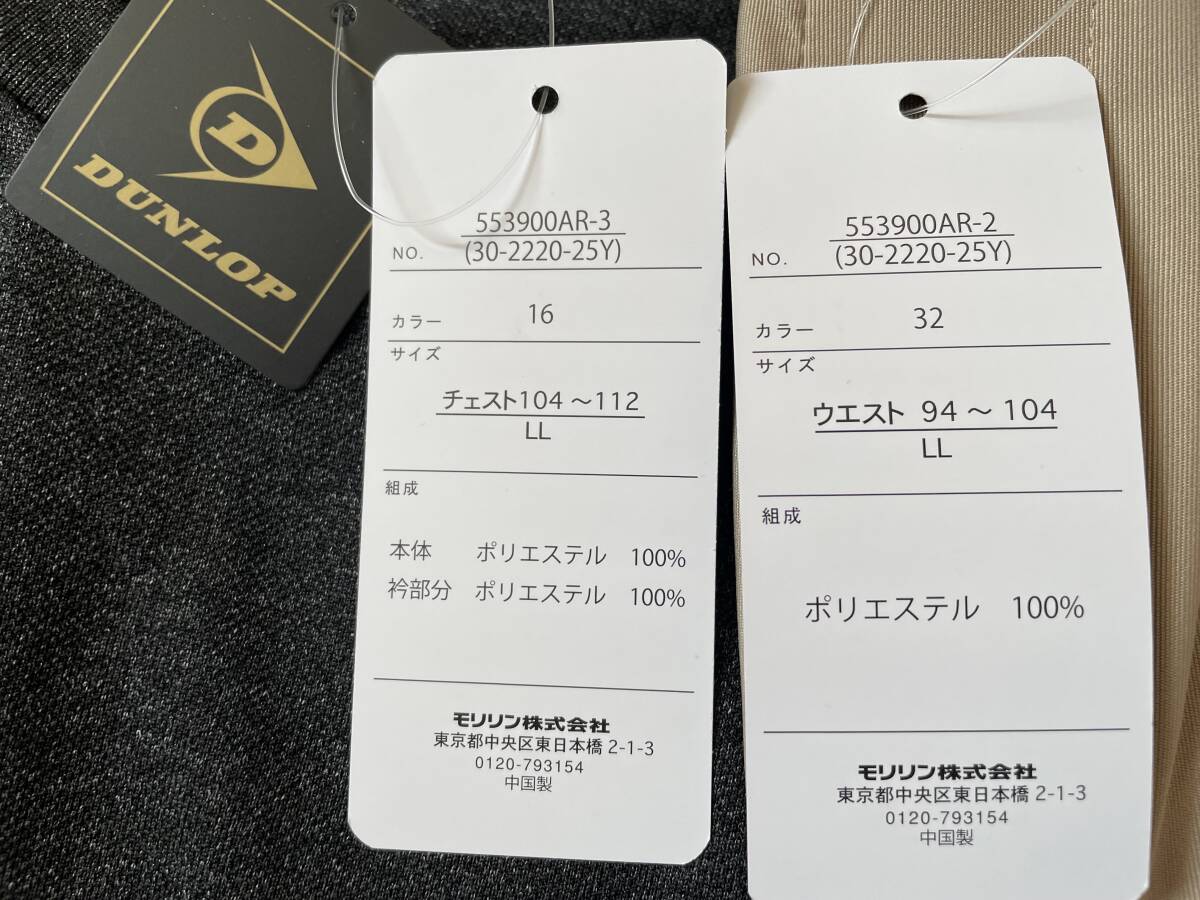 D
DUNLOP
553900AR-3
NO. (30-2220-25Y)
カラー 16
サイズ
チェスト104 ～112
LL
組成
本体 ポリエステル 100%
衿部分 ポリエステル 100%
モリリン株式会社
東京都中央区東日本橋 2-1-3
0120-793154
中国製
553900AR-2
NO. (30-2220-25Y)
カラー 32
サイズ
ウエスト 94 ～ 104
LL
組成
ポリエステル 100%
モリリン株式会社
東京都中央区東日本橋 2-1-3
0120-793154
中国製